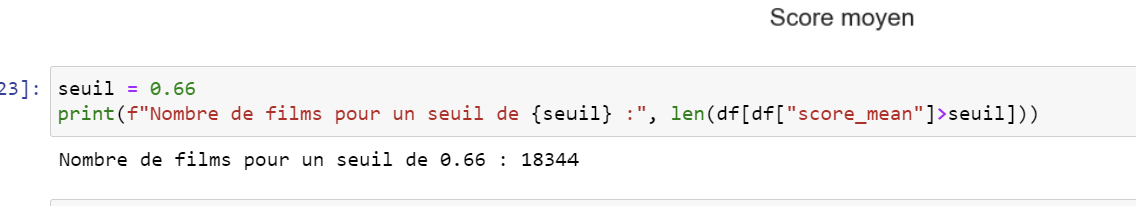 Score moyen
23]:
seuil = 0.66
print(f"Nombre de films pour un seuil de {seuil} :", len(df[df["score_mean"]>seuil]))
Nombre de films pour un seuil de 0.66 : 18344